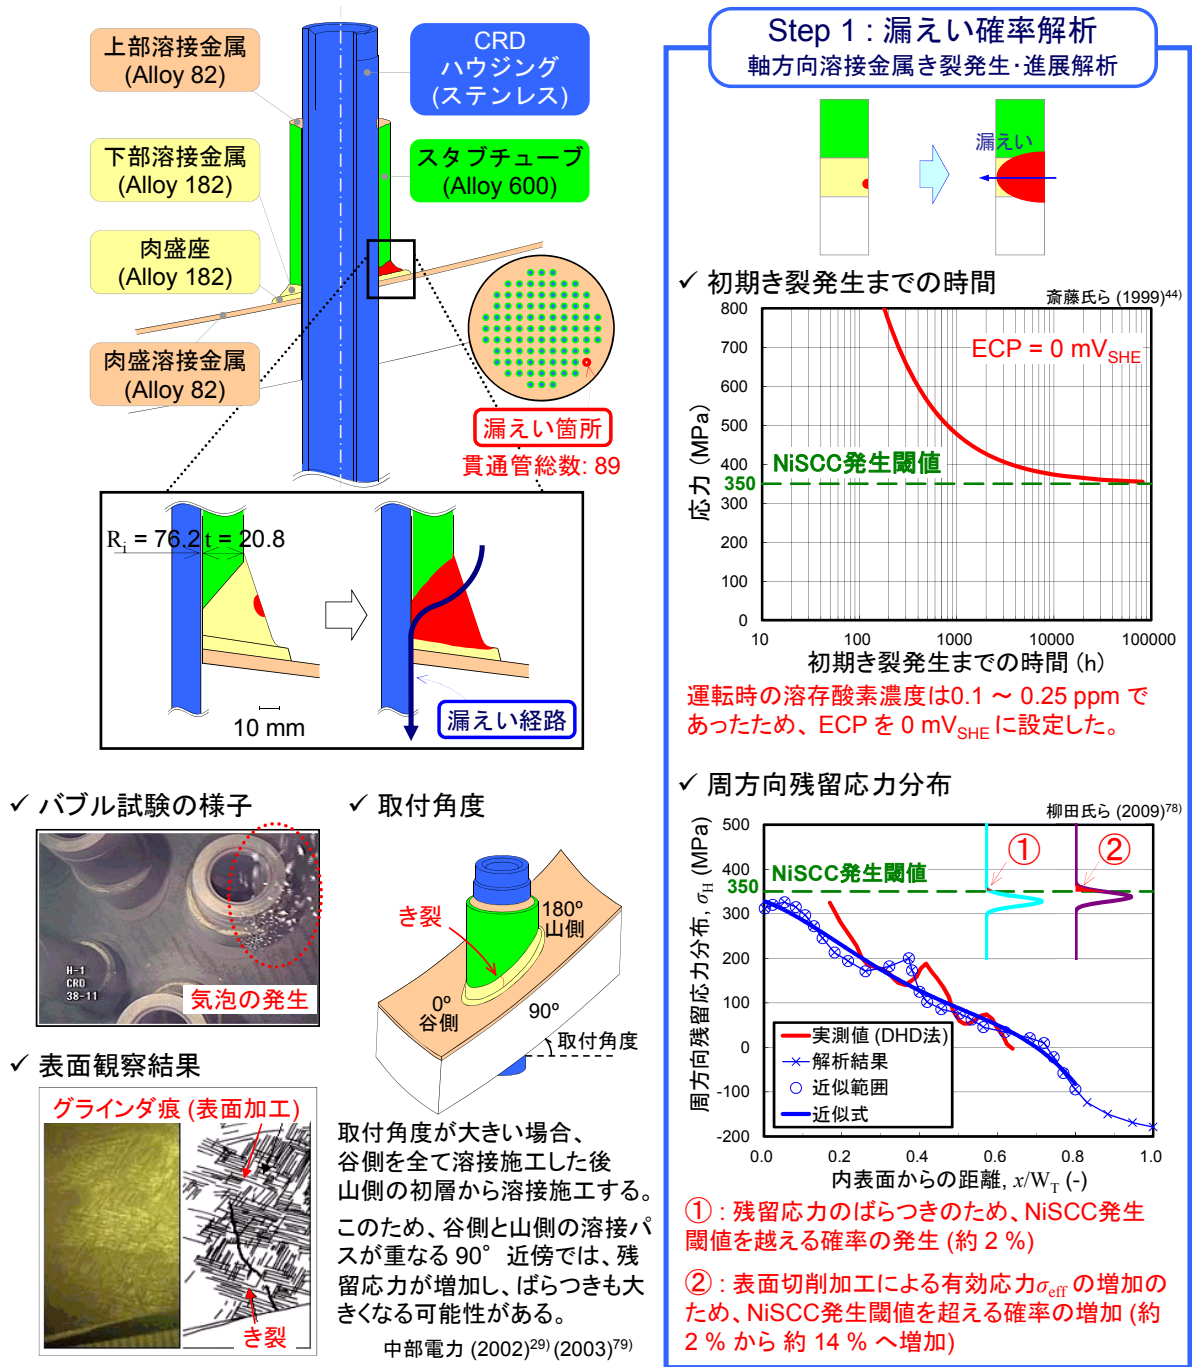 上部溶接金属
(Alloy 82)
CRD
ハウジング
(ステンレス)
下部溶接金属
(Alloy 182)
スタブチューブ
(Alloy 600)
肉盛座
(Alloy 182)
肉盛溶接金属
(Alloy 82)
漏えい箇所
貫通管総数: 89
Ri = 76.2
t = 20.8
10 mm
漏えい経路
✓ バブル試験の様子
H-1
CRD
38-11
気泡の発生
✓ 表面観察結果
グラインダ痕 (表面加工)
き裂
✓ 取付角度
き裂
180º
山側
0º
谷側
90º
取付角度
取付角度が大きい場合、
谷側を全て溶接施工した後
山側の初層から溶接施工する。
このため、谷側と山側の溶接パ
スが重なる 90° 近傍では、残
留応力が増加し、ばらつきも大
きくなる可能性がある。
中部電力 (2002)29) (2003)79)
Step 1 : 漏えい確率解析
軸方向溶接金属き裂発生･進展解析
漏えい
✓ 初期き裂発生までの時間
斎藤氏ら (1999)44)
応力 (MPa)
800
700
600
500
400
350
300
200
100
0
ECP = 0 mVSHE
NiSCC発生閾値
10 100 1000 10000 100000
初期き裂発生までの時間 (h)
運転時の溶存酸素濃度は0.1 ～ 0.25 ppm で
あったため、 ECP を 0 mVSHE に設定した。
✓ 周方向残留応力分布
柳田氏ら (2009)78)
周方向残留応力分布, σH (MPa)
500
400
350
300
200
100
0
-100
-200
① ②
NiSCC発生閾値
実測値 (DHD法)
解析結果
近似範囲
近似式
0.0 0.2 0.4 0.6 0.8 1.0
内表面からの距離, x/WT (-)
① : 残留応力のばらつきのため、NiSCC発生
閾値を越える確率の発生 (約 2 %)
② : 表面切削加工による有効応力σeff の増加の
ため、NiSCC発生閾値を超える確率の増加 (約
2 % から 約 14 % へ増加)